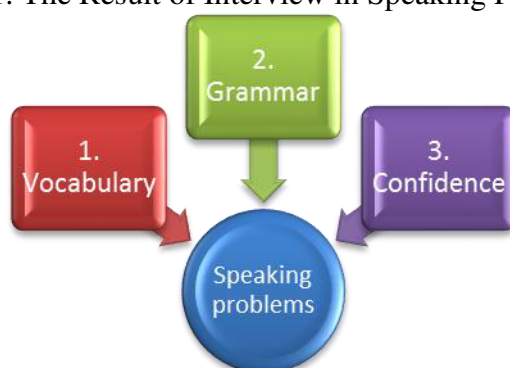 The Result of Interview in Speaking
1.
Vocabulary
2.
Grammar
3.
Confidence
Speaking
problems